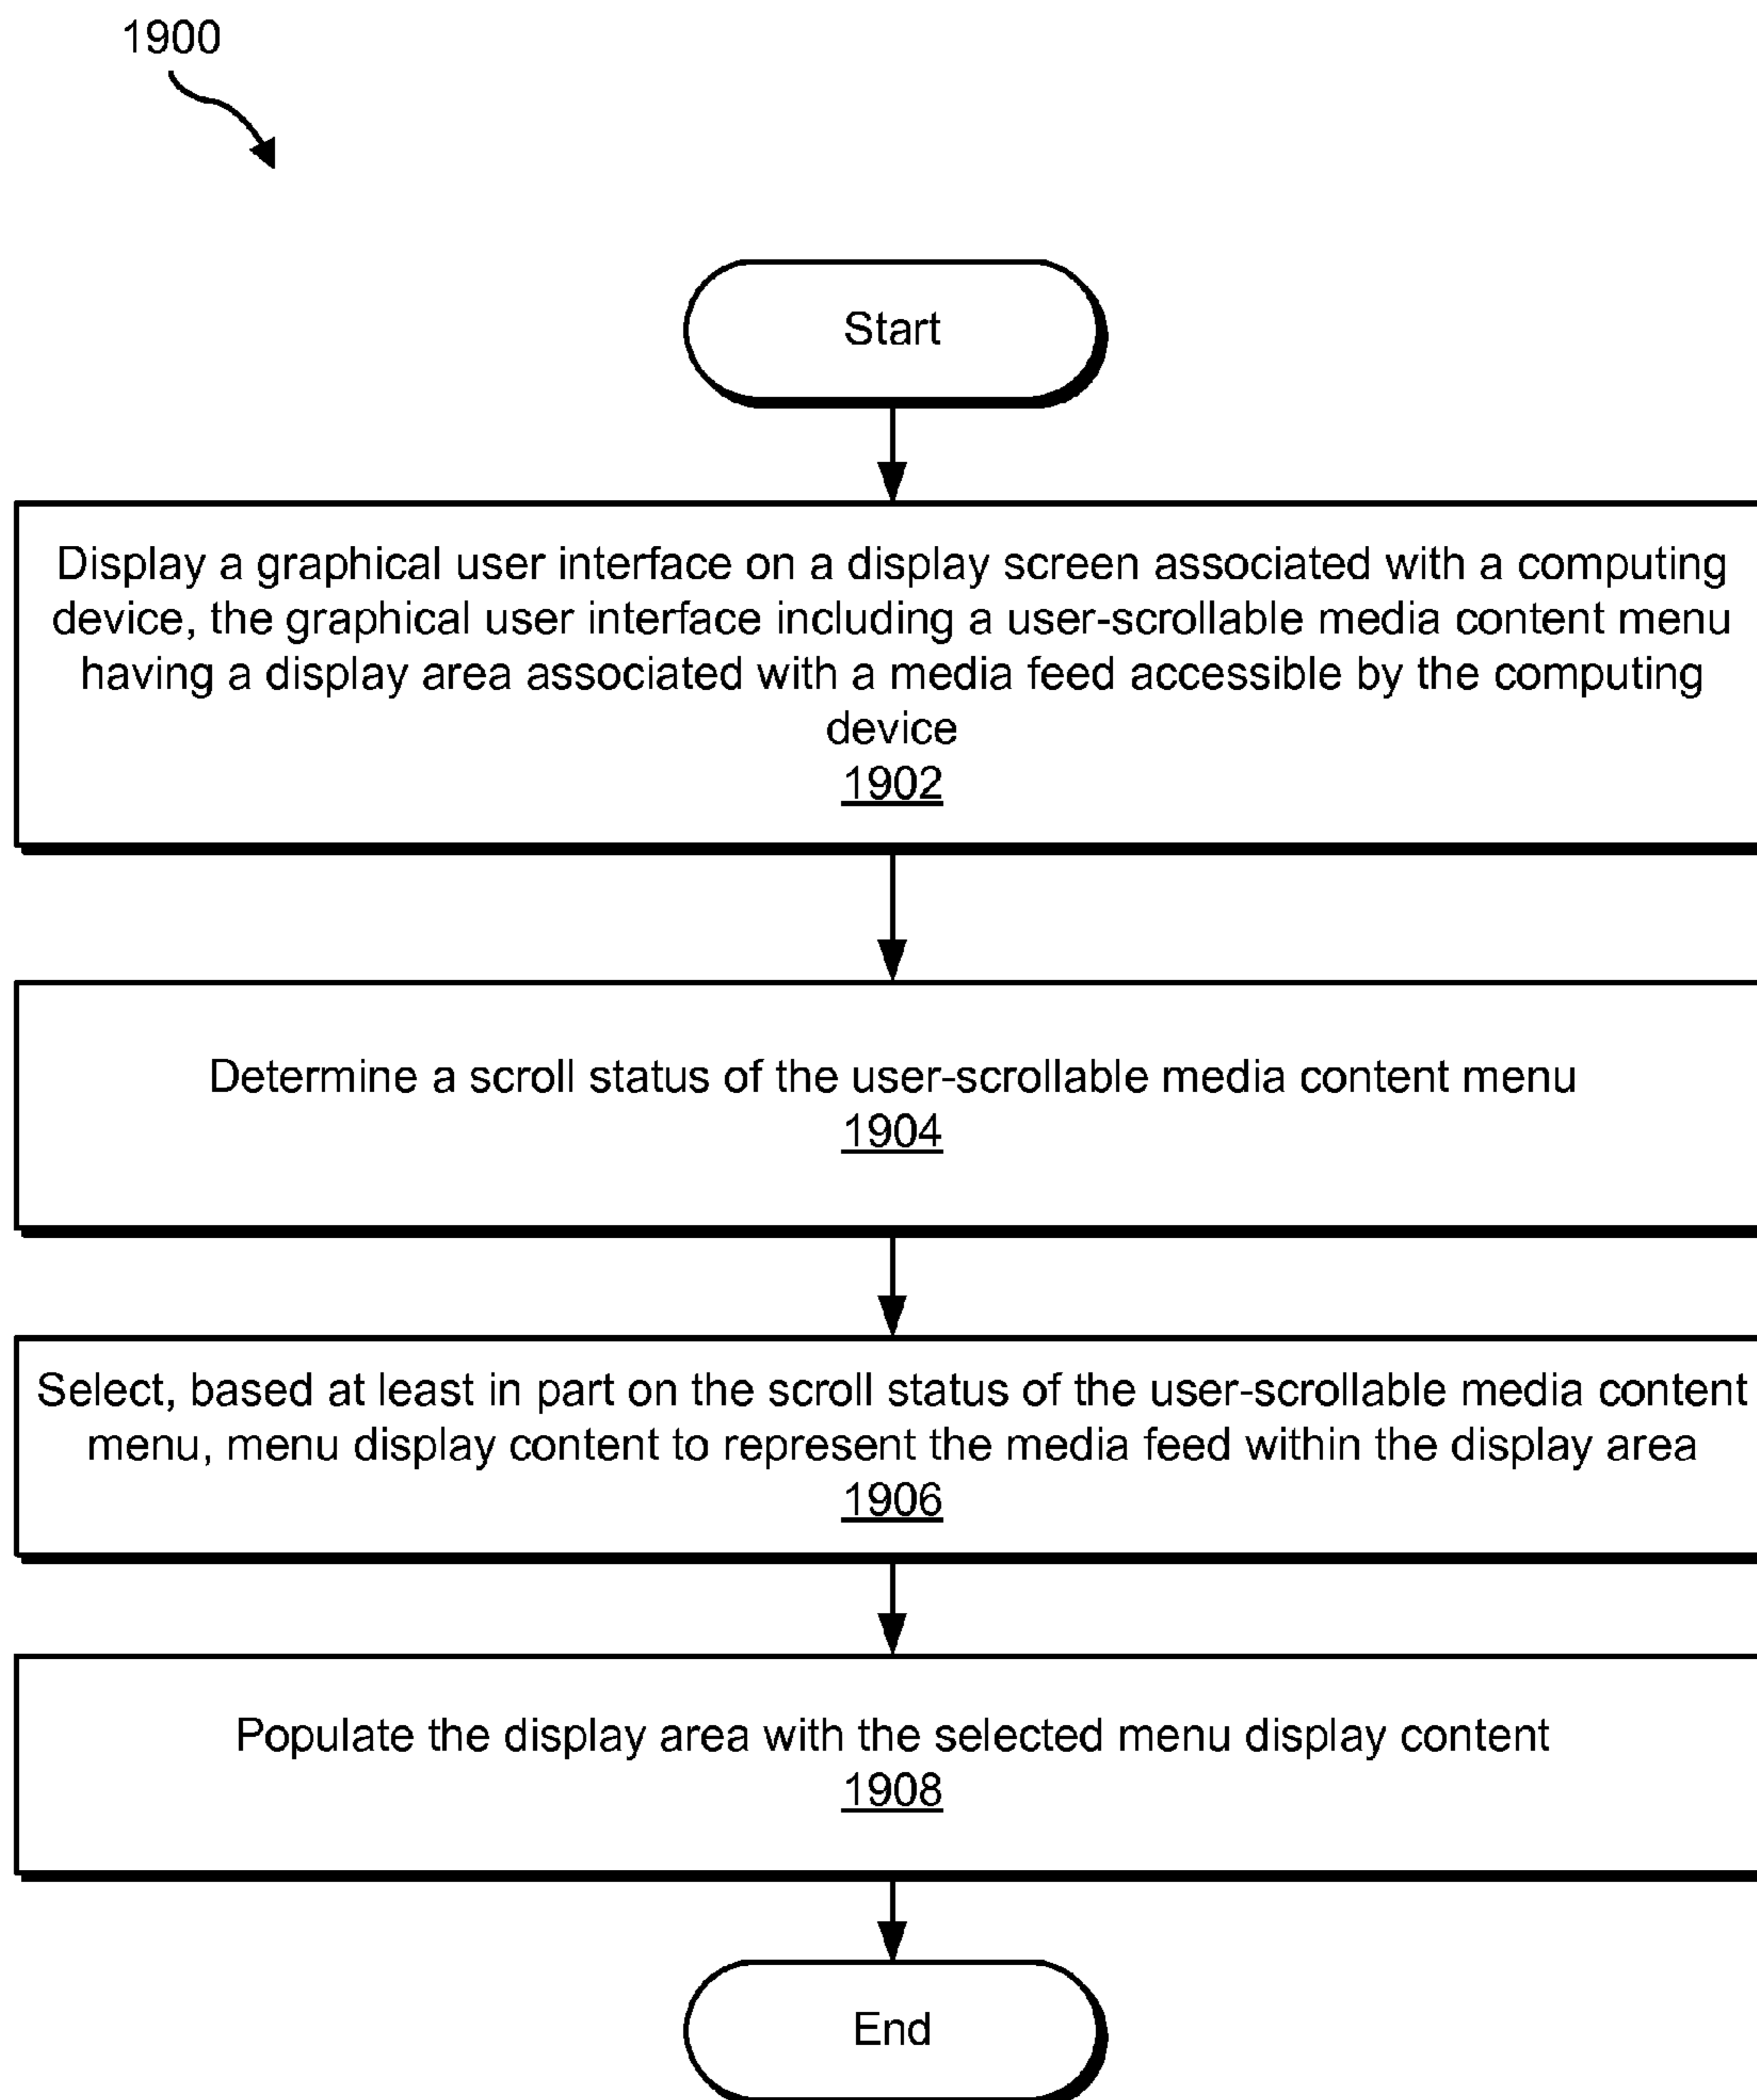 1900
Start
Display a graphical user interface on a display screen associated with a computing
device, the graphical user interface including a user-scrollable media content menu
having a display area associated with a media feed accessible by the computing
device
1902
Determine a scroll status of the user-scrollable media content menu
1904
Select, based at least in part on the scroll status of the user-scrollable media content
menu, menu display content to represent the media feed within the display area
1906
Populate the display area with the selected menu display content
1908
End